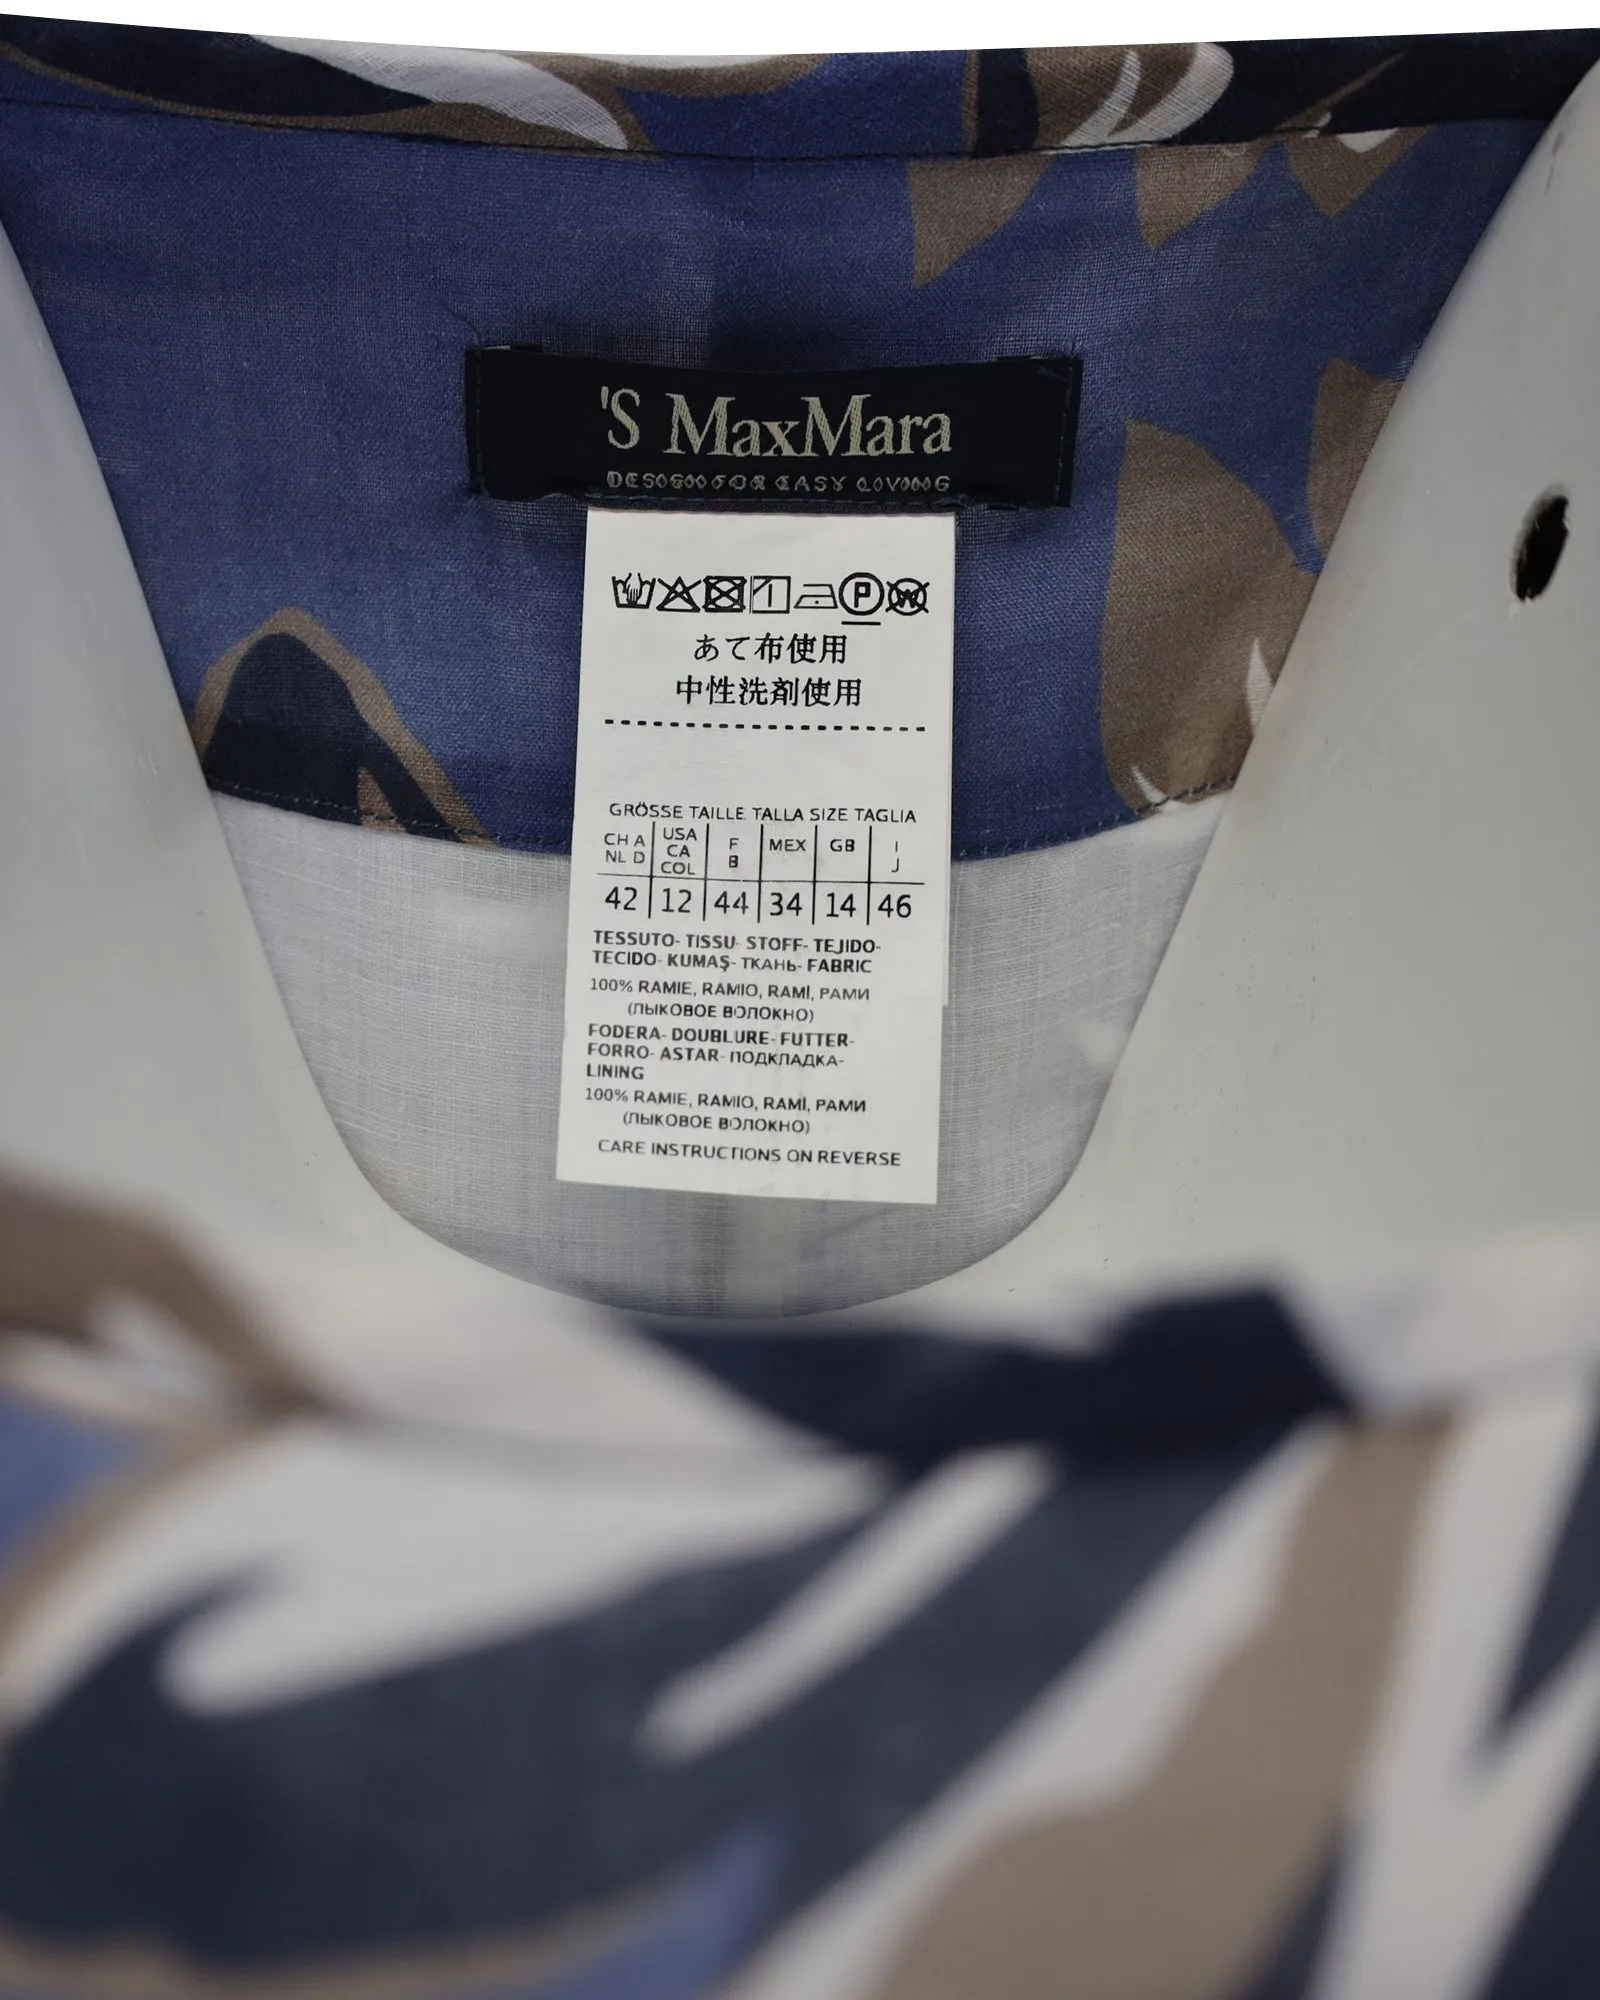 'S MaxMara
DESIGN FOR EASY LIVING
P W
あて布使用
中性洗剤使用
GRÖSSE TAILLE TALLA SIZE TAGLIA
CH A NL D USA CA COL F B MEX GB I J
42 12 44 34 14 46
TESSUTO- TISSU- STOFF- TEJIDO-
TECIDO- KUMAŞ- ТКАНЬ- FABRIC
100% RAMIE, RAMIO, RAMİ, РАМИ
(ЛЫКОВОЕ ВОЛОКНО)
FODERA- DOUBLURE- FUTTER-
FORRO- ASTAR- ПОДКЛАДКА-
LINING
100% RAMIE, RAMIO, RAMI, РАМИ
(ЛЫКОВОЕ ВОЛОКНО)
CARE INSTRUCTIONS ON REVERSE